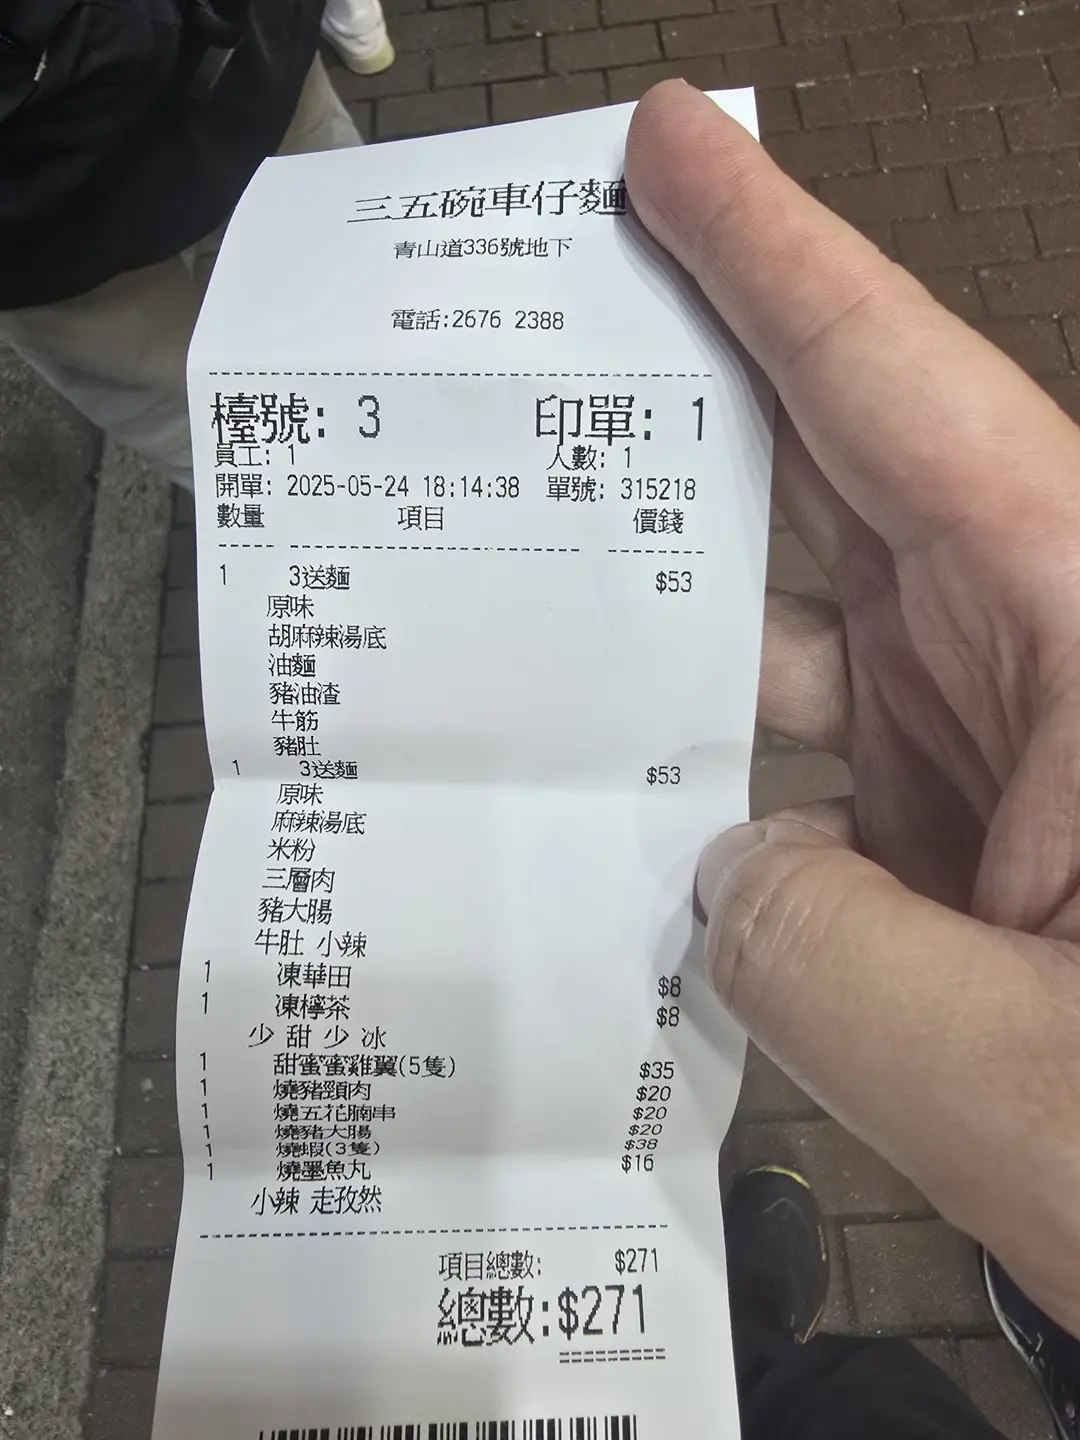 三五碗車仔麵
青山道336號地下
電話:2676 2388
檯號: 3 印單: 1
員工: 1 人數: 1
開單: 2025-05-24 18:14:38 單號: 315218
數量 項目 價錢
1 3送麵 $53
原味
胡麻辣湯底
油麵
豬油渣
牛筋
豬肚
1 3送麵 $53
原味
麻辣湯底
米粉
三層肉
豬大腸
牛肚 小辣
1 凍華田 $8
1 凍檸茶 $8
少 甜 少 冰
1 甜蜜蜜雞翼(5隻) $35
1 燒豬頸肉 $20
1 燒五花腩串 $20
1 燒豬大腸 $20
1 燒蝦(3隻) $38
1 燒墨魚丸 $16
小辣 走孜然
項目總數: $271
總數:$271